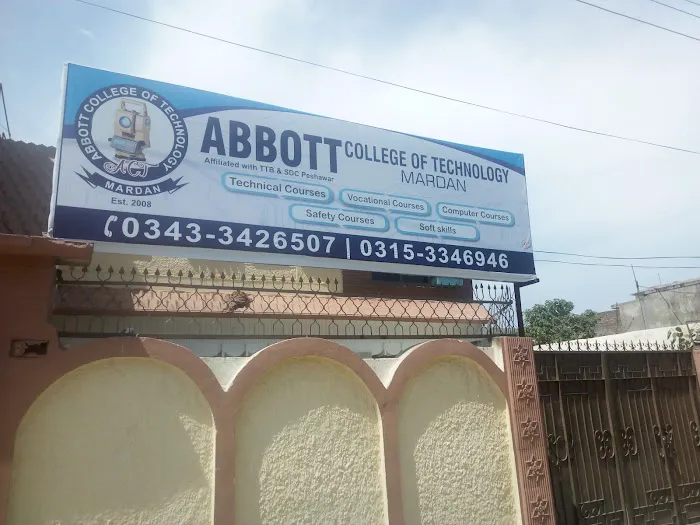 ABBOTT COLLEGE OF TECHNOLOGY
ACT
MARDAN
Est. 2008
ABBOTT COLLEGE OF TECHNOLOGY
MARDAN
Affiliated with TTB & SDC Peshawar
Technical Courses Vocational Courses Computer Courses
Safety Courses Soft skills
0343-3426507 | 0315-3346946